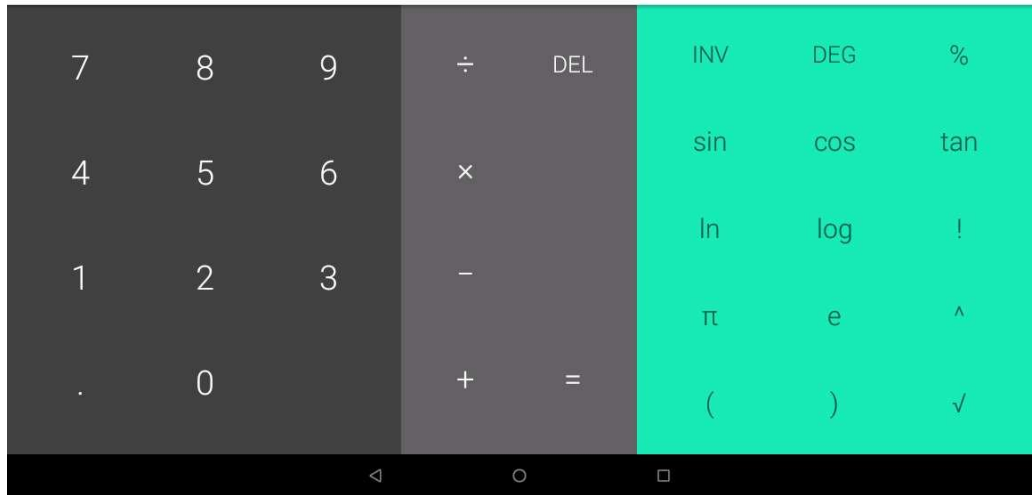 7 8 9 ÷ DEL INV DEG %
4 5 6 × sin cos tan
ln log !
1 2 3 −
π e ^
. 0 + = ( ) √